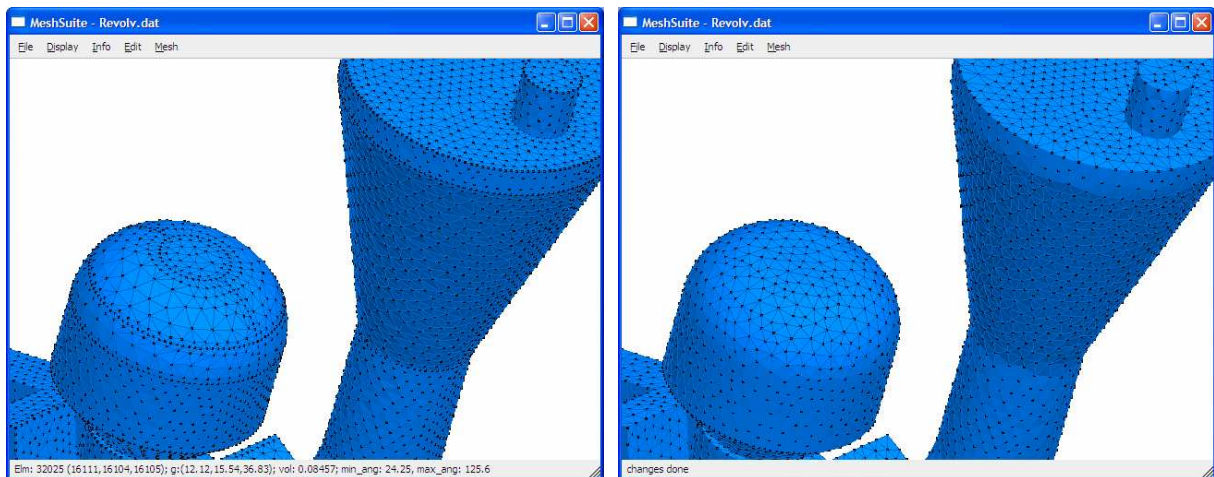 MeshSuite - Revolv.dat
File Display Info Edit Mesh
Elm: 32025 (16111,16104,16105); g:(12.12,15.54,36.83); vol: 0.08457; min_ang: 24.25, max_ang: 125.6
MeshSuite - Revolv.dat
File Display Info Edit Mesh
changes done